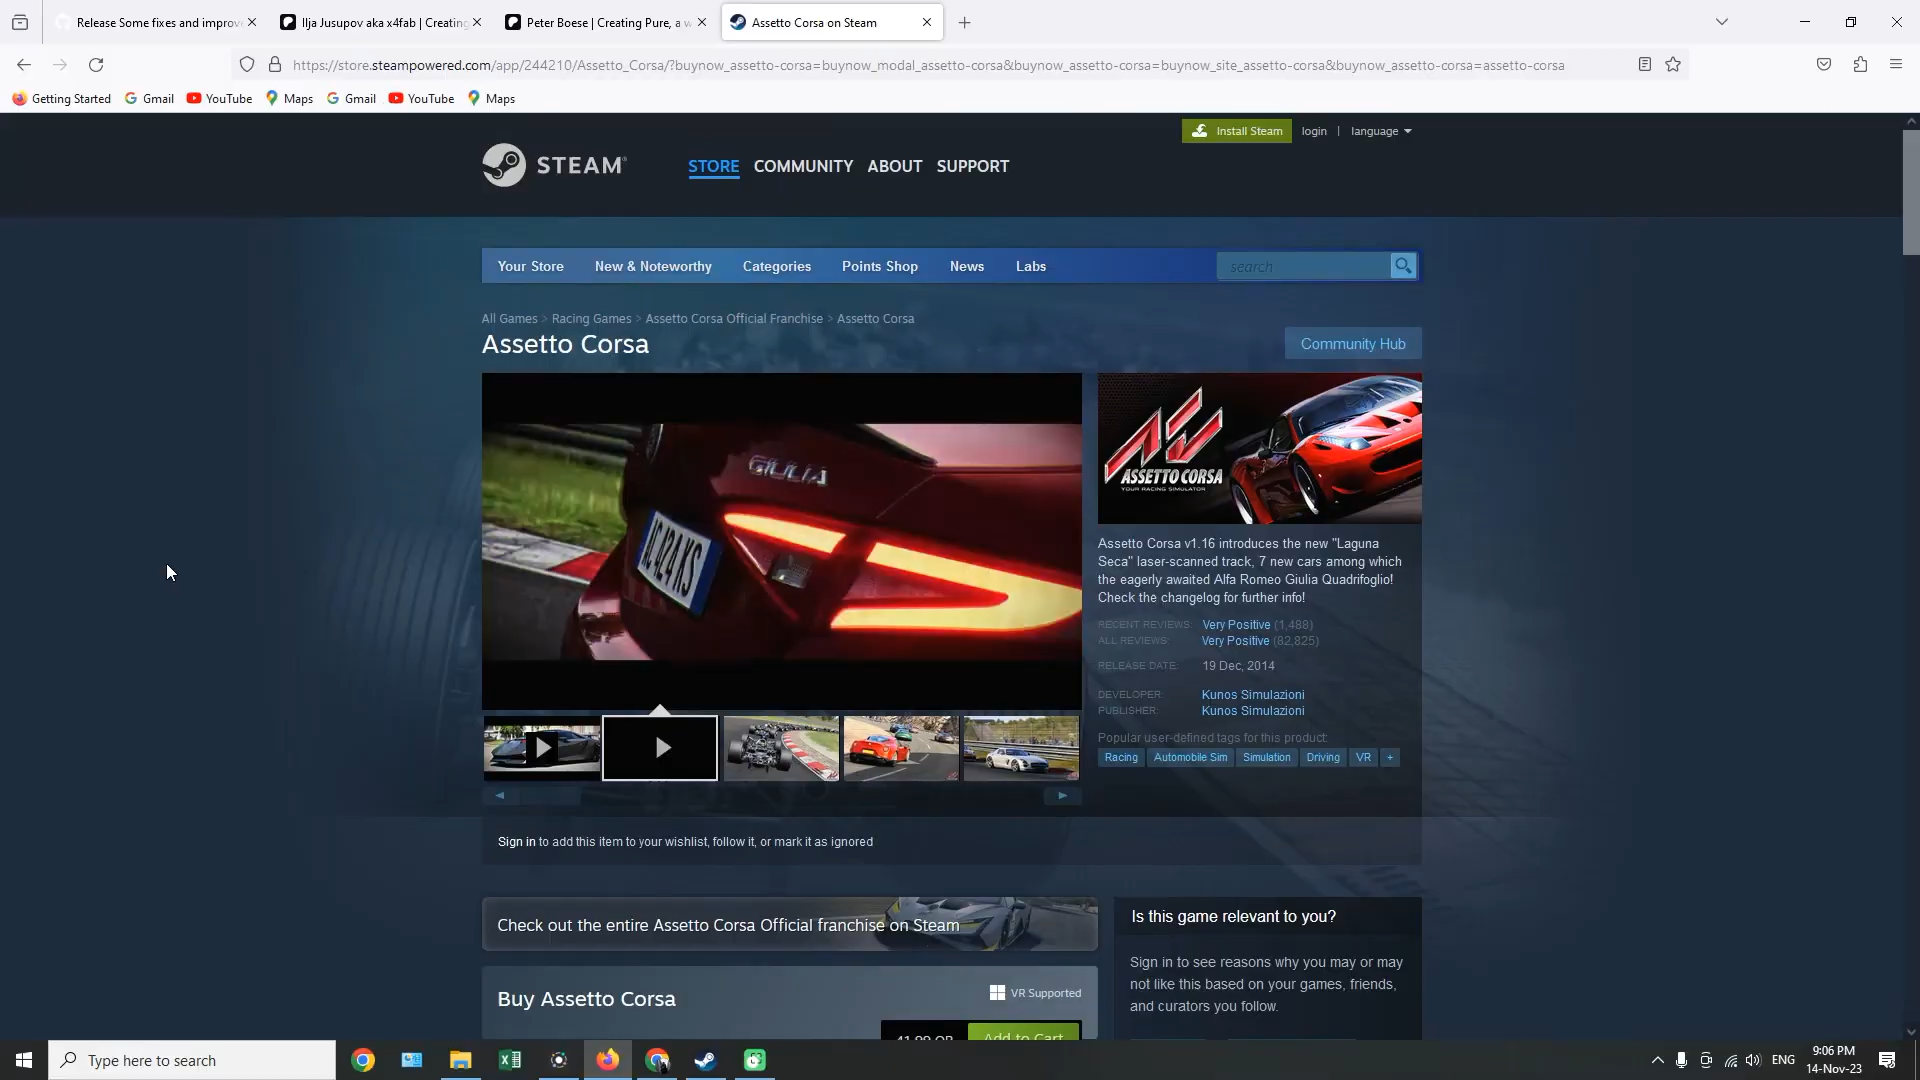 Release Some fixes and improv
Ilja Jusupov aka x4fab | Creating
Peter Boese | Creating Pure, a w
Assetto Corsa on Steam
https://store.steampowered.com/app/244210/Assetto_Corsa/?buynow_assetto-corsa=buynow_modal_assetto-corsa&buynow_assetto-corsa=buynow_site_assetto-corsa&buynow_assetto-corsa=assetto-corsa
Getting Started
Gmail
YouTube
Maps
Gmail
YouTube
Maps
Install Steam
login | language
STEAM
STORE COMMUNITY ABOUT SUPPORT
Your Store New & Noteworthy Categories Points Shop News Labs
search
All Games > Racing Games > Assetto Corsa Official Franchise > Assetto Corsa
Assetto Corsa
Community Hub
GIULIA
ASSETTO CORSA
YOUR RACING SIMULATOR
Assetto Corsa v1.16 introduces the new "Laguna
Seca" laser-scanned track, 7 new cars among which
the eagerly awaited Alfa Romeo Giulia Quadrifoglio!
Check the changelog for further info!
RECENT REVIEWS: Very Positive (1,488)
ALL REVIEWS: Very Positive (82,825)
RELEASE DATE: 19 Dec, 2014
DEVELOPER: Kunos Simulazioni
PUBLISHER: Kunos Simulazioni
Popular user-defined tags for this product:
Racing Automobile Sim Simulation Driving VR +
Sign in to add this item to your wishlist, follow it, or mark it as ignored
Check out the entire Assetto Corsa Official franchise on Steam
Is this game relevant to you?
Sign in to see reasons why you may or may
not like this based on your games, friends,
and curators you follow.
Buy Assetto Corsa
VR Supported
Add to Cart
Type here to search
ENG
9:06 PM
14-Nov-23